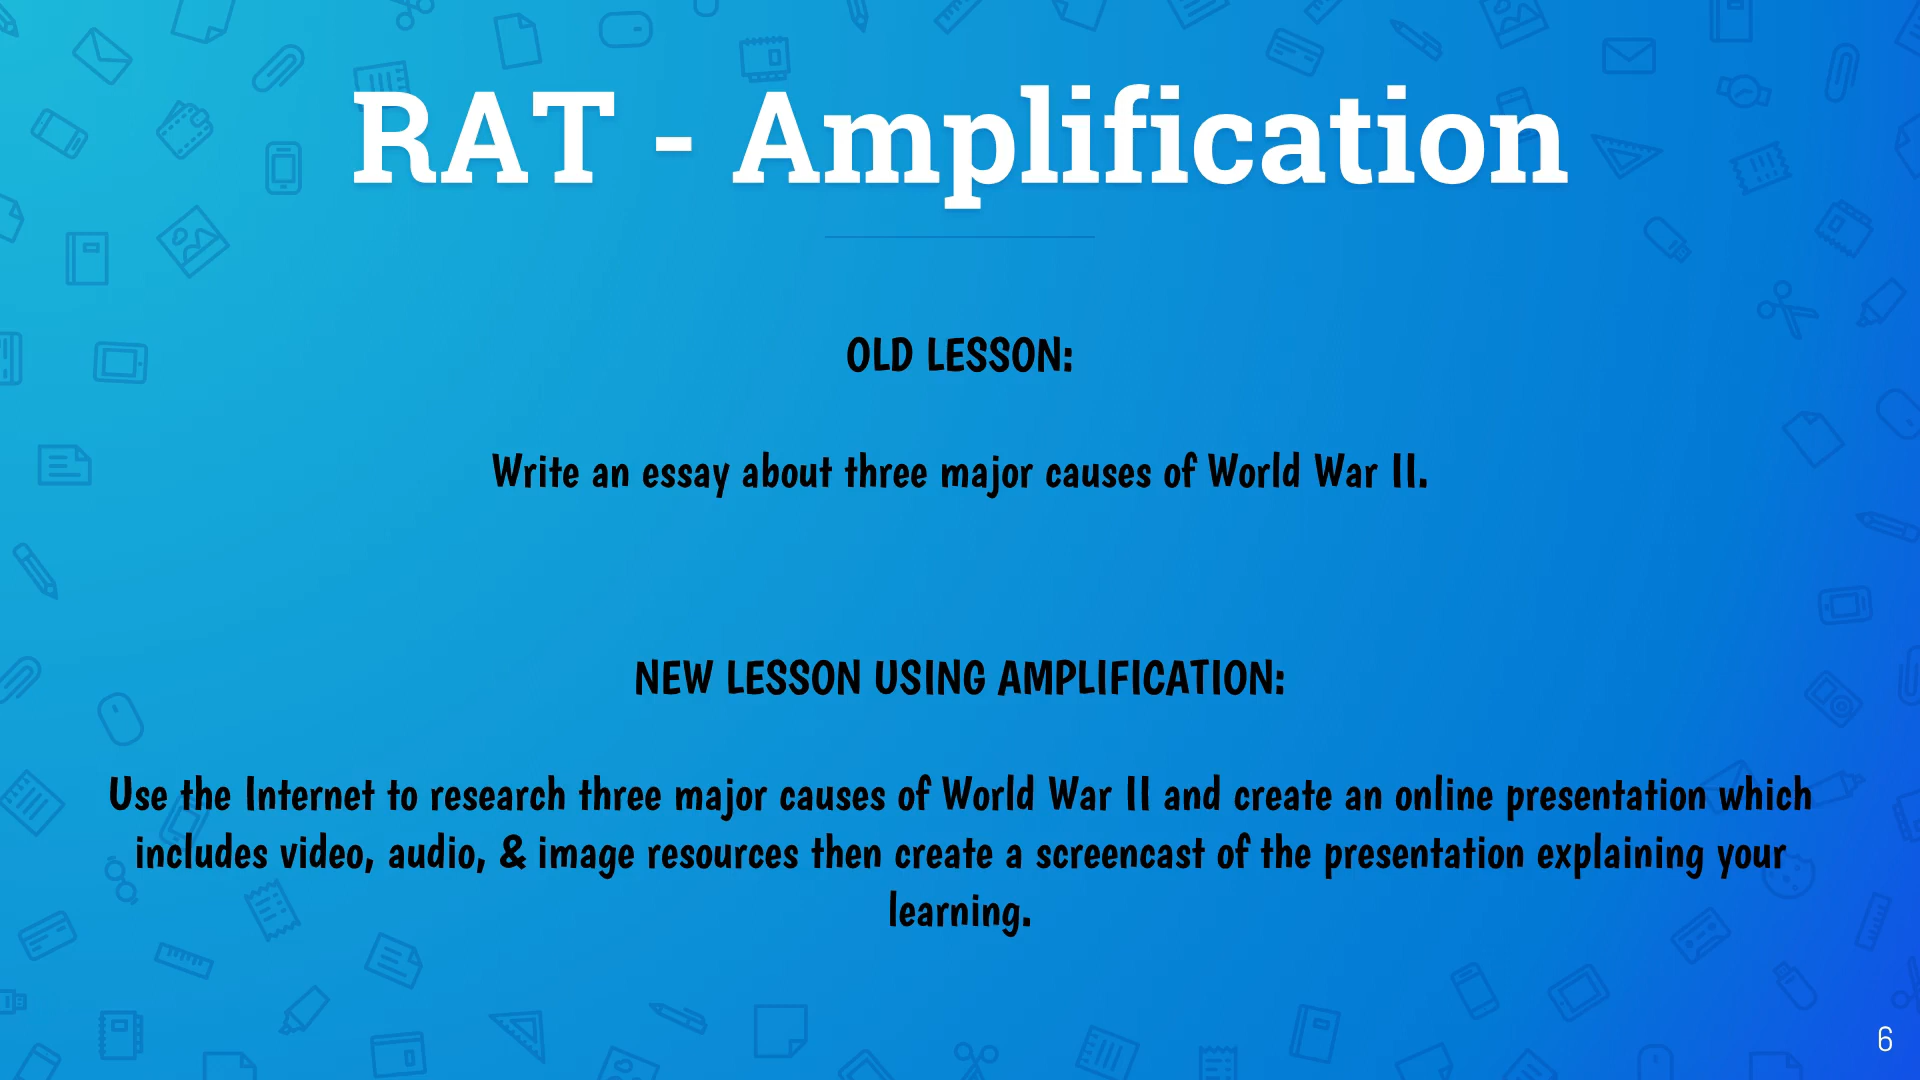 RAT - Amplification
OLD LESSON:
Write an essay about three major causes of World War II.
NEW LESSON USING AMPLIFICATION:
Use the Internet to research three major causes of World War II and create an online presentation which
includes video, audio, & image resources then create a screencast of the presentation explaining your
learning.
6